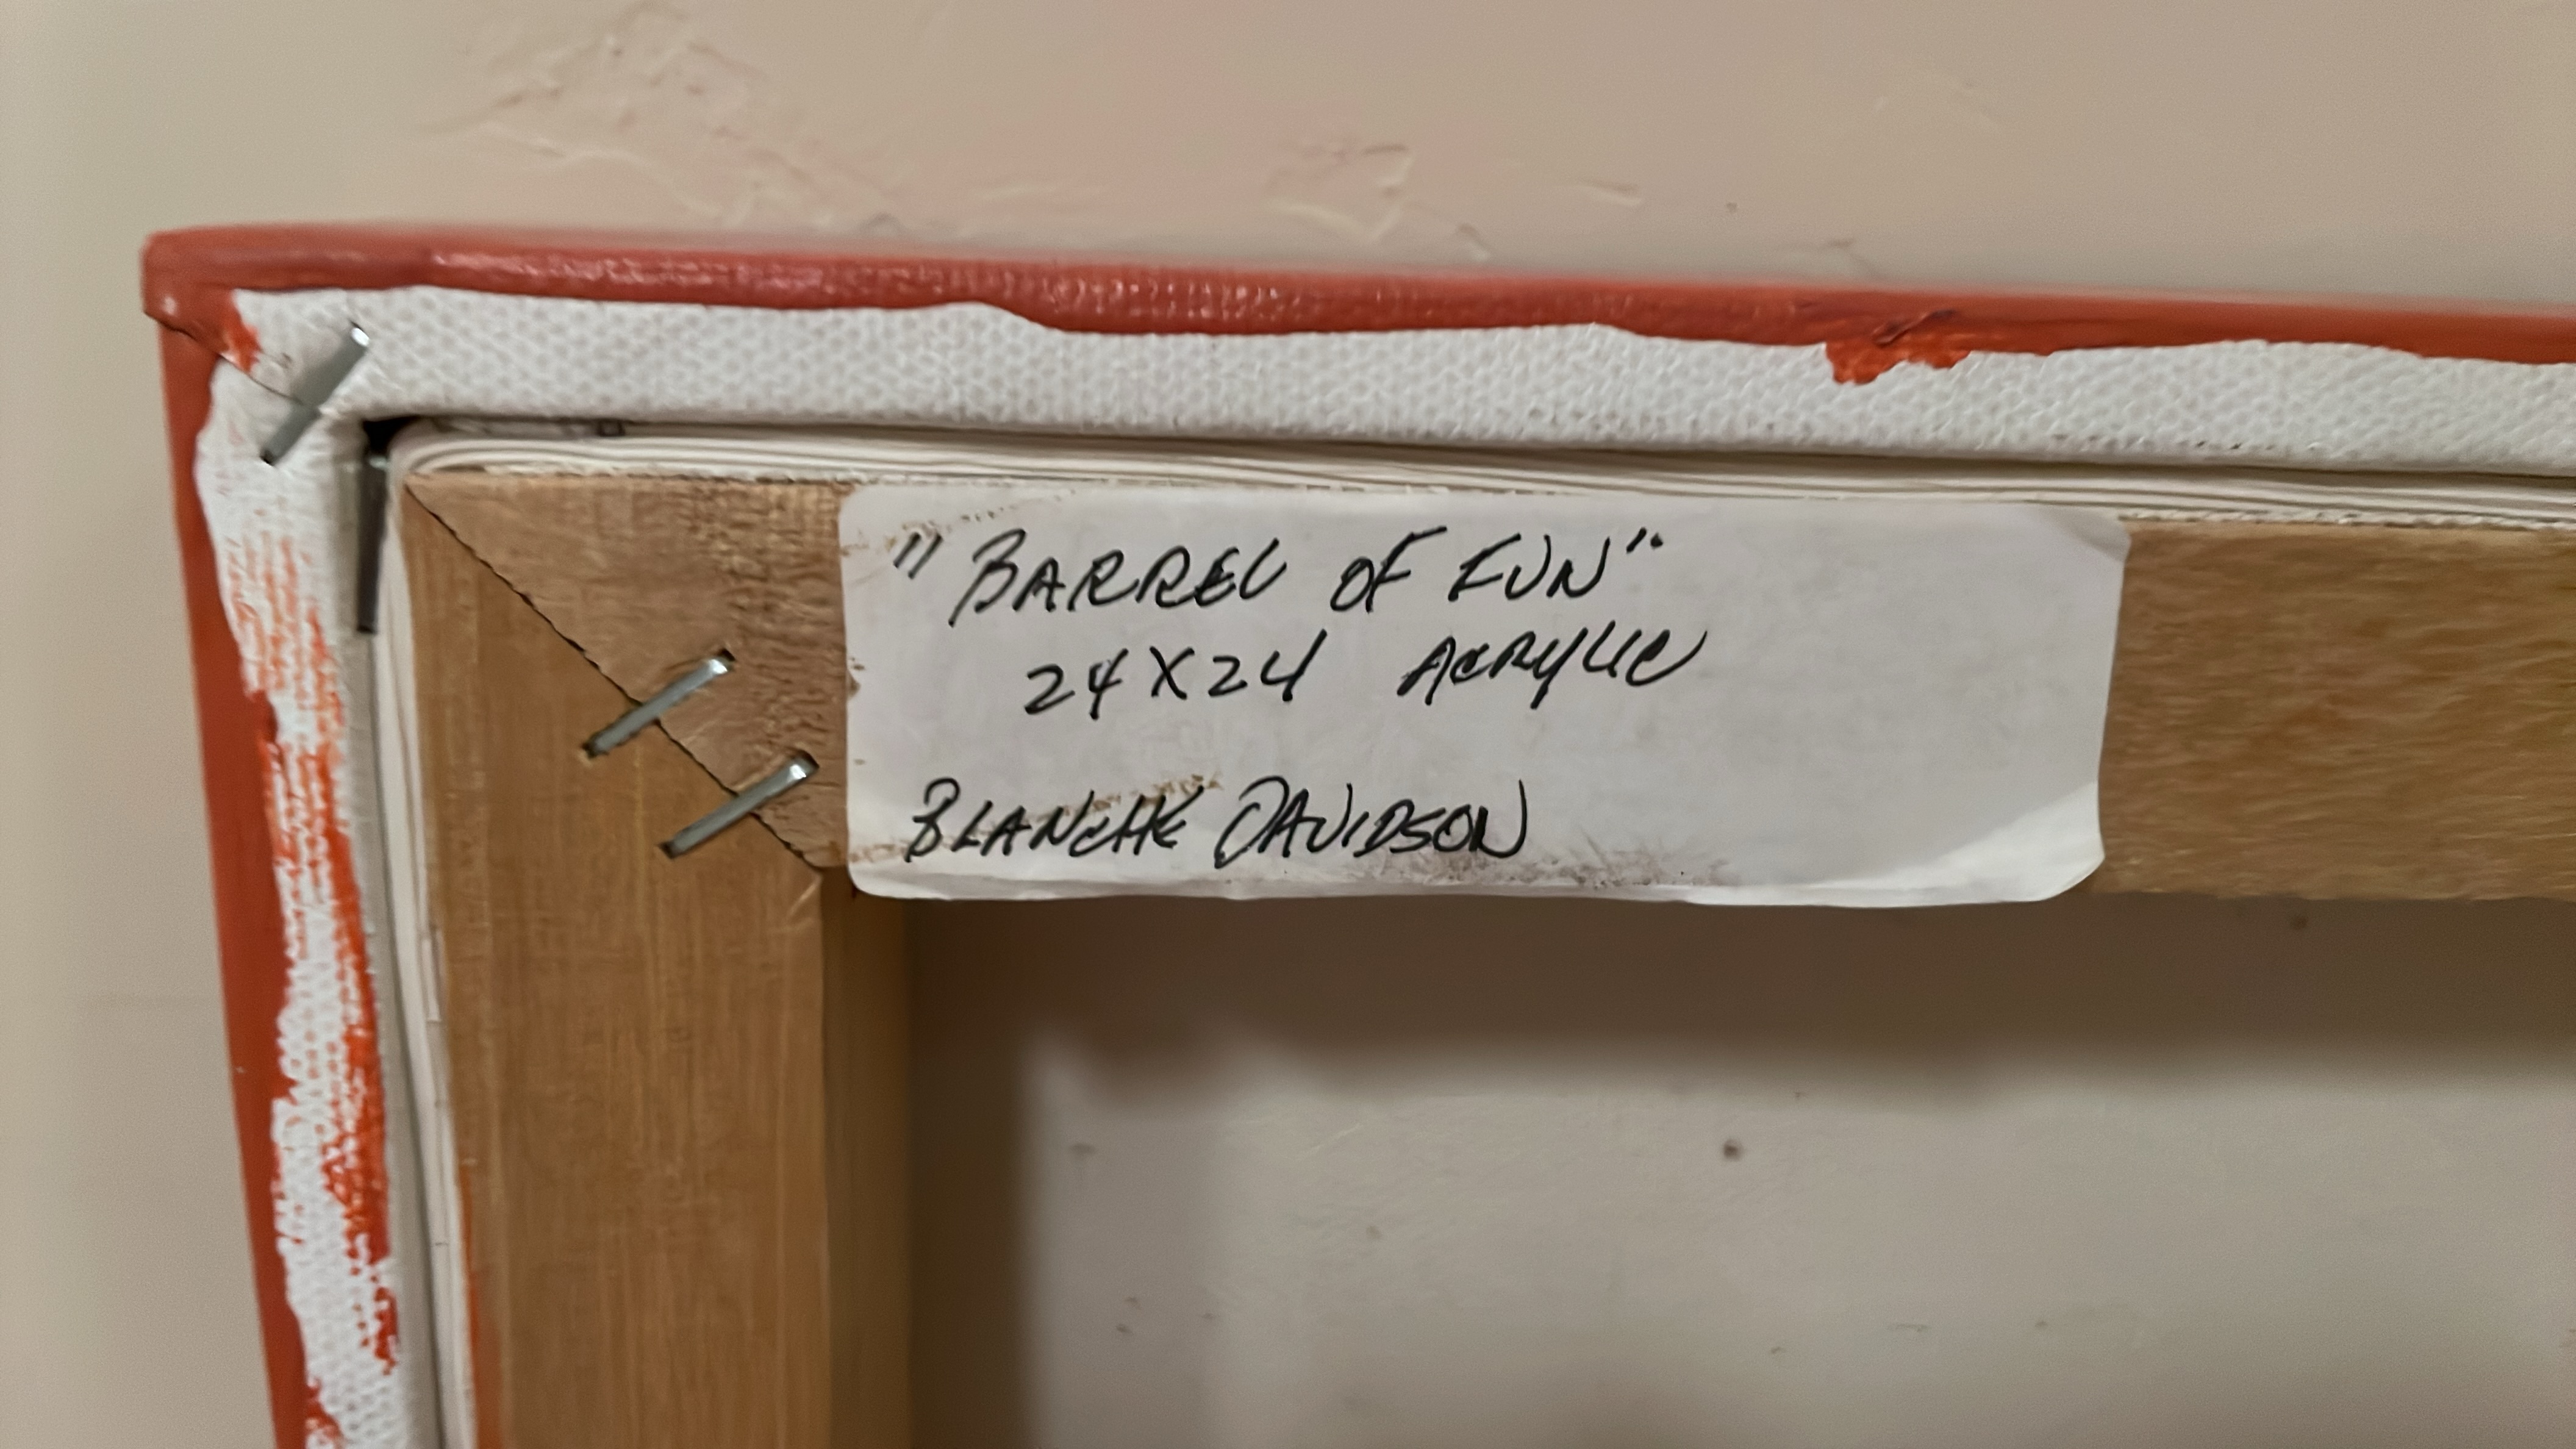 "BARREL OF FUN"
24X24 ACRYLIC
BLANCHE DAVIDSON